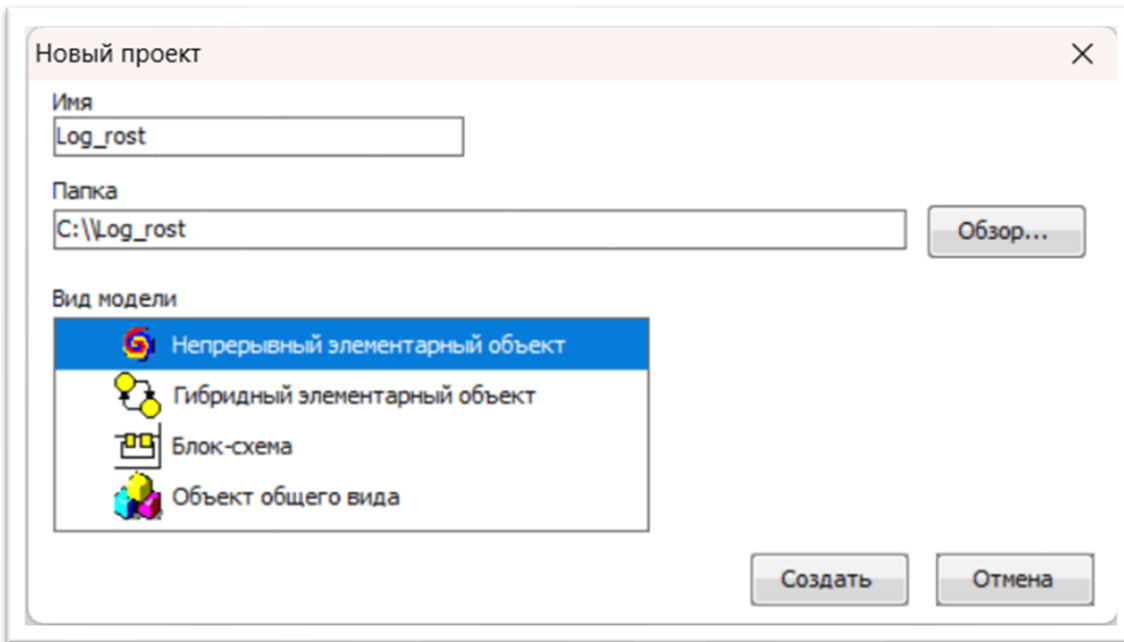 Новый проект
Имя
Log_rost
Папка
C:\\Log_rost
Обзор...
Вид модели
Непрерывный элементарный объект
Гибридный элементарный объект
Блок-схема
Объект общего вида
Создать
Отмена